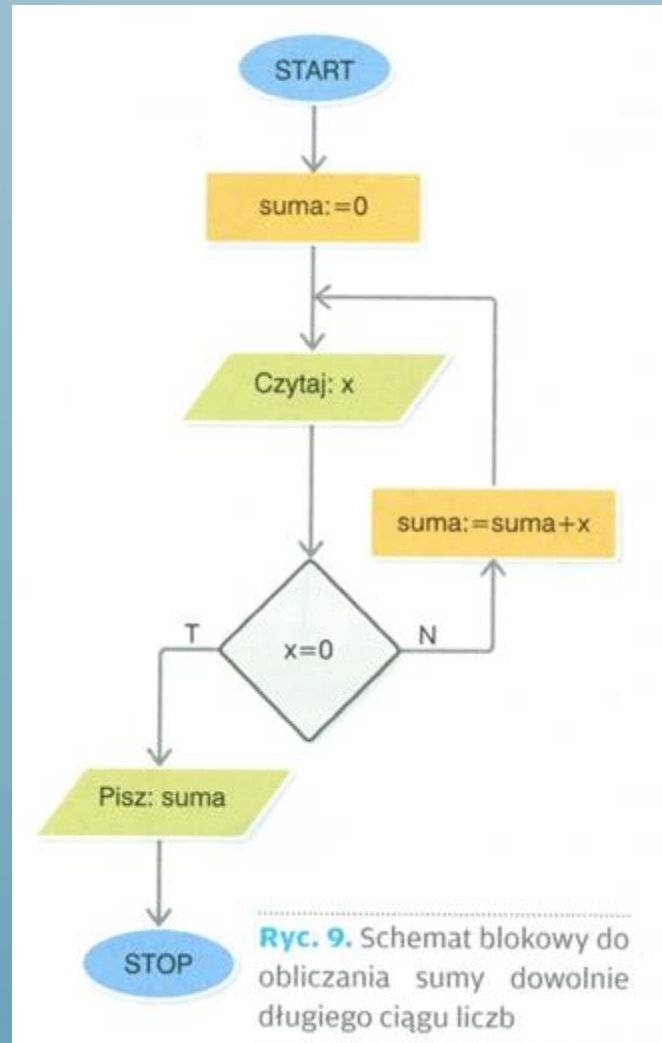 START
suma:=0
Czytaj: x
suma:=suma+x
x=0
T
N
Pisz: suma
STOP
Ryc. 9. Schemat blokowy do
obliczania sumy dowolnie
długiego ciągu liczb